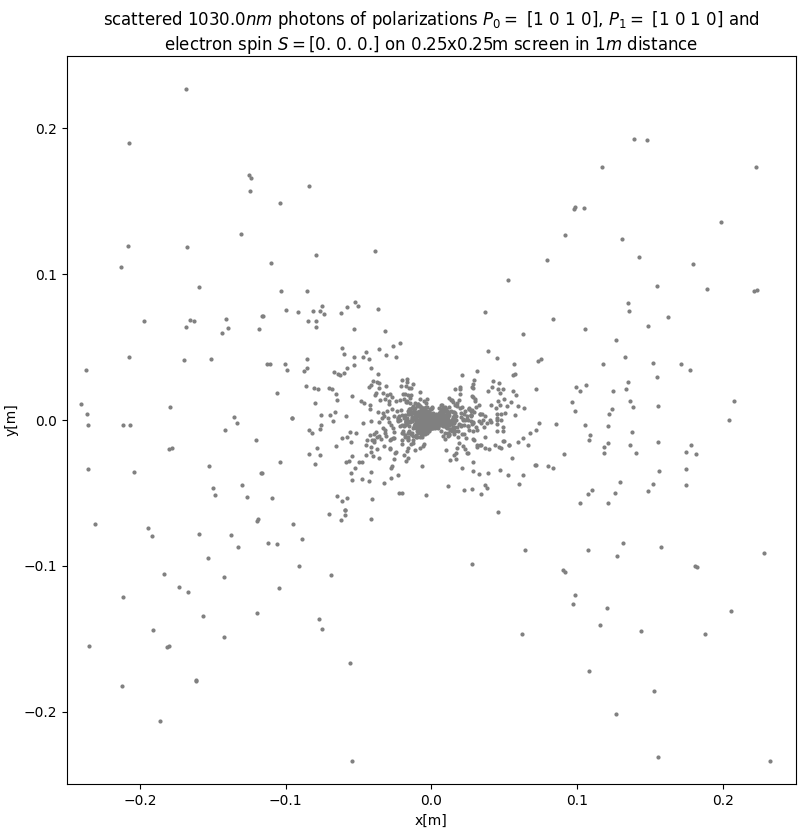 scattered 1030.0nm photons of polarizations P₀ = [1 0 1 0], P₁ = [1 0 1 0] and
electron spin S = [0. 0. 0.] on 0.25x0.25m screen in 1m distance
0.2
0.1
0.0
−0.1
−0.2
y[m]
−0.2 −0.1 0.0 0.1 0.2
x[m]